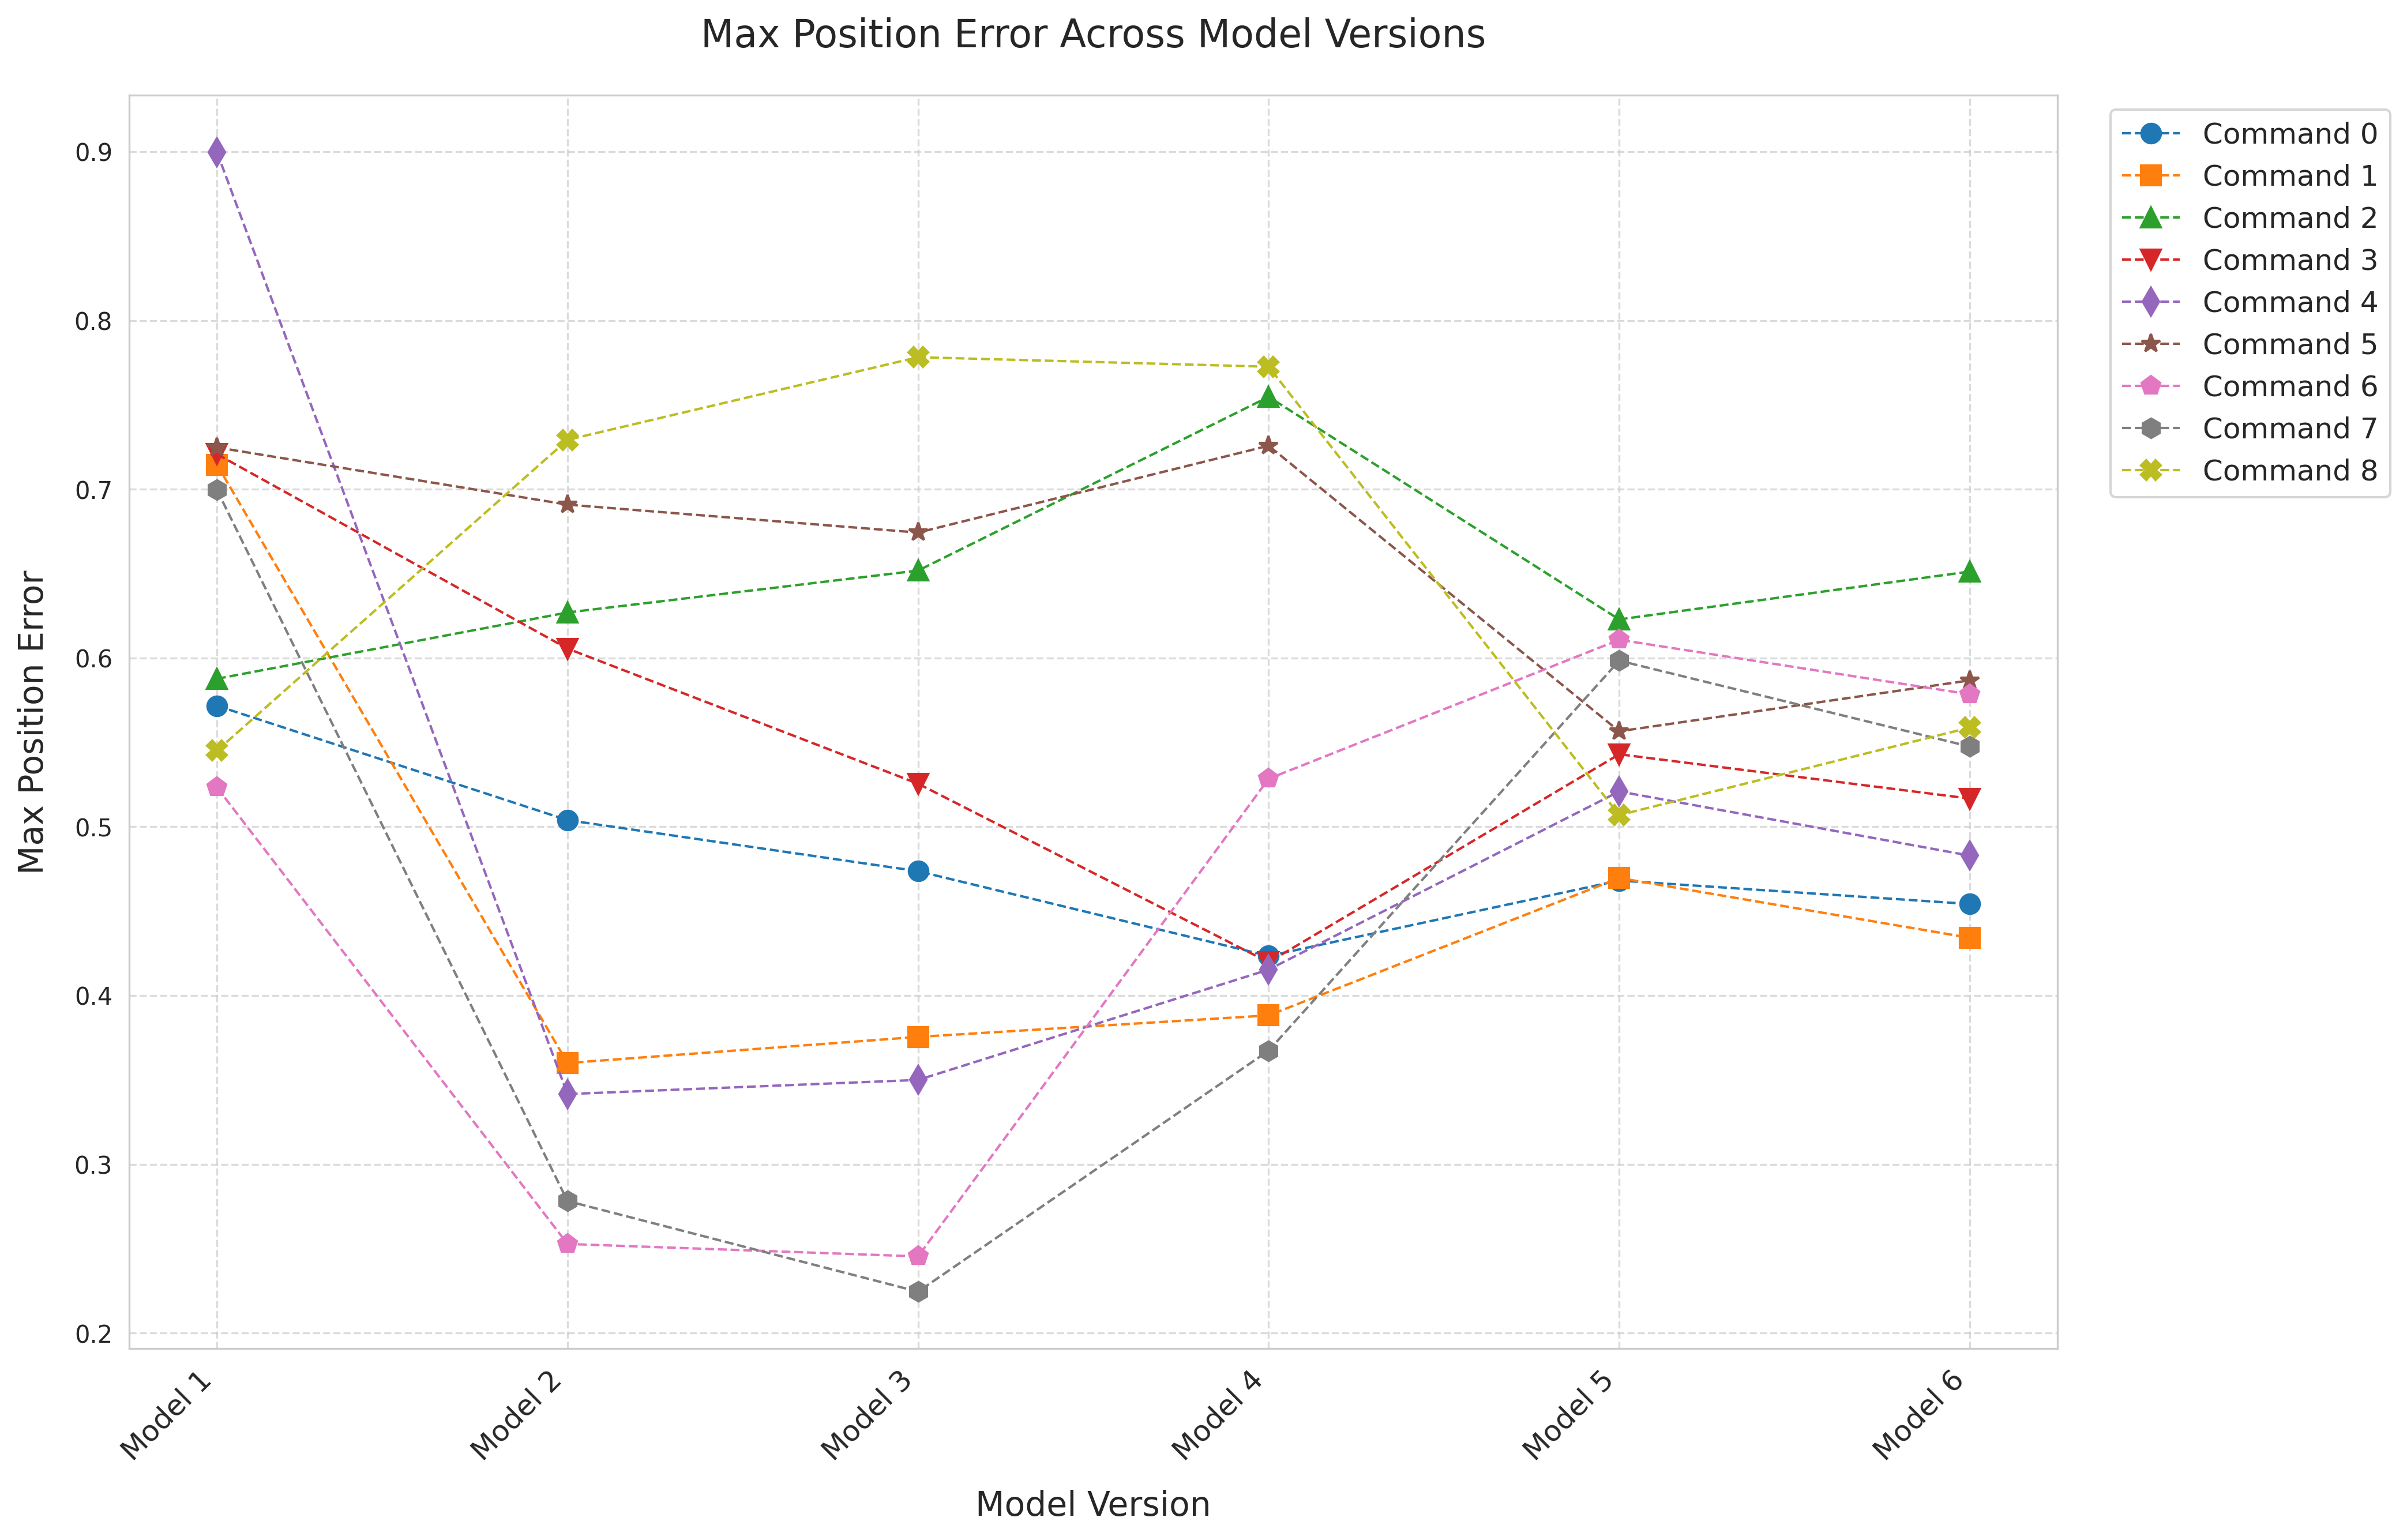 Max Position Error Across Model Versions
Max Position Error
0.9
0.8
0.7
0.6
0.5
0.4
0.3
0.2
Model 1
Model 2
Model 3
Model 4
Model 5
Model 6
Model Version
Command 0
Command 1
Command 2
Command 3
Command 4
Command 5
Command 6
Command 7
Command 8